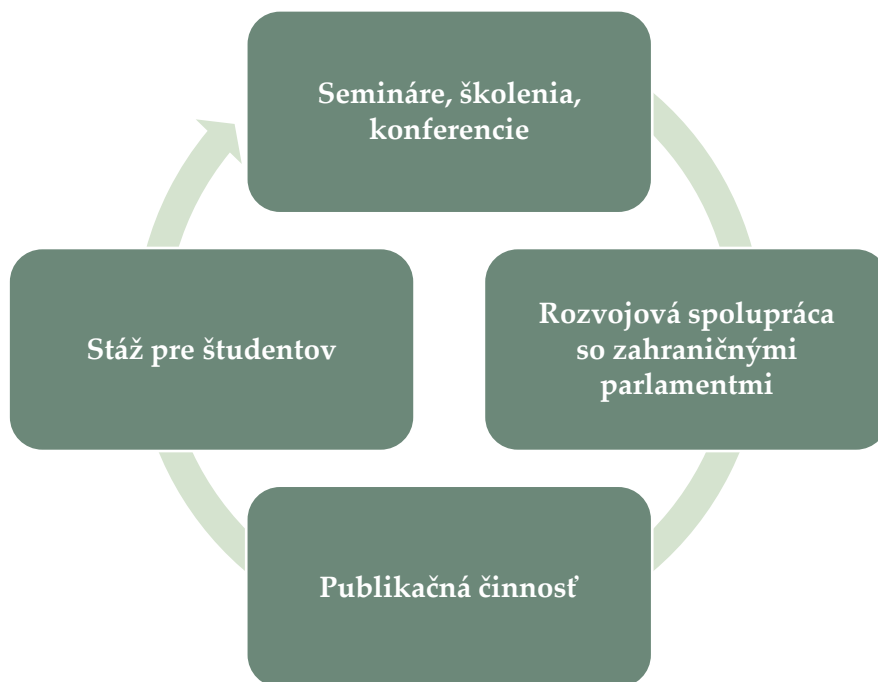 Semináre, školenia,
konferencie
Rozvojová spolupráca
so zahraničnými
parlamentmi
Publikačná činnosť
Stáž pre študentov